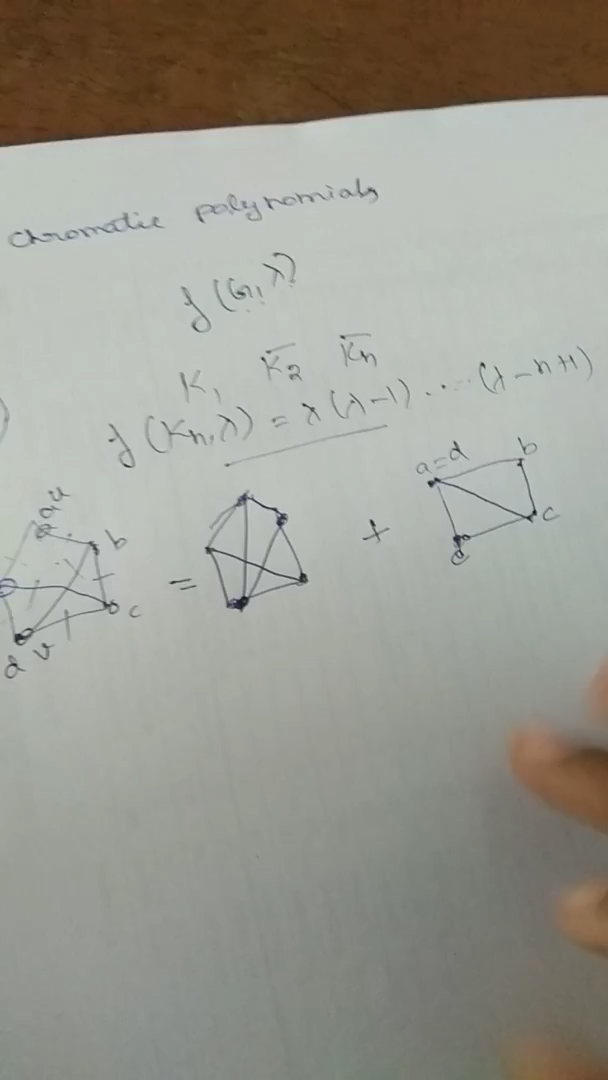 chromatic polynomials
f(G, λ)
K₁ K̅₂ K̅n
f(Kn, λ) = λ(λ-1)....(λ-n+1)
a u b c d v = + a=d b c e